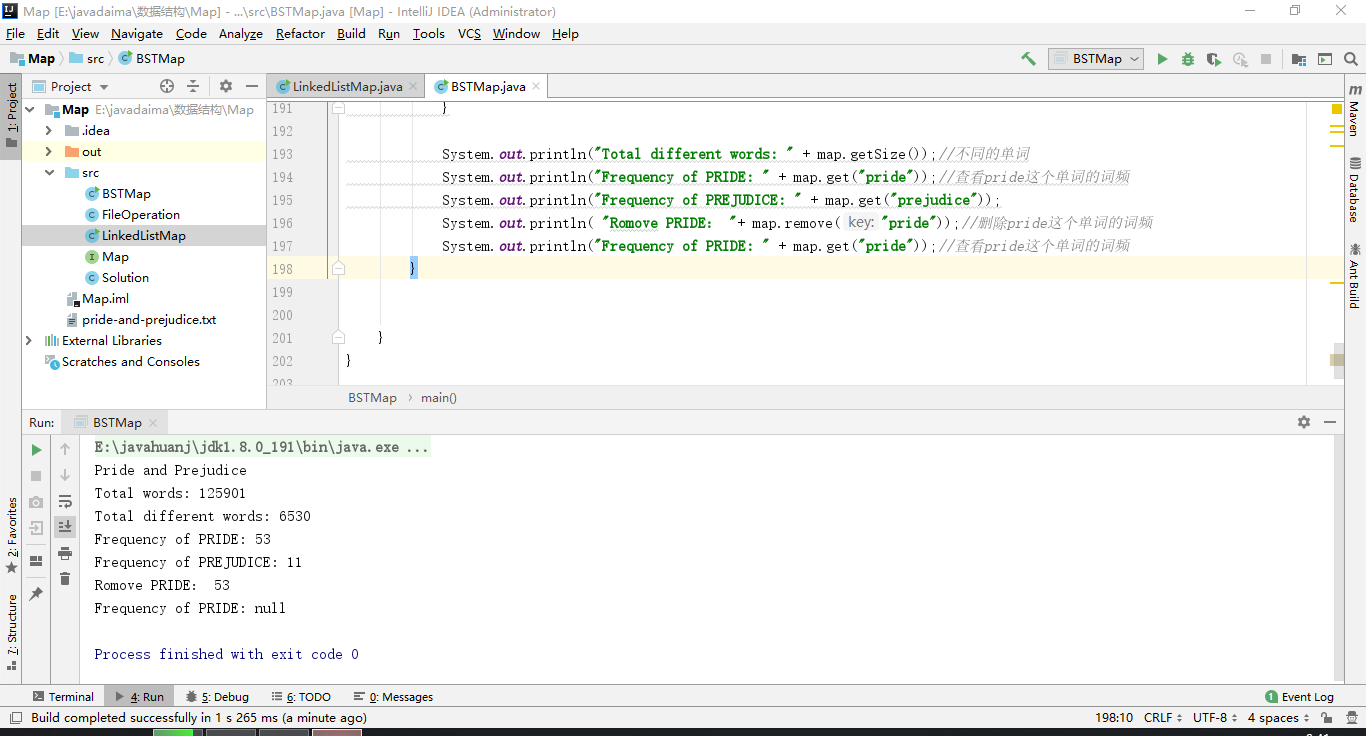 Map [E:\javadaima\数据结构\Map] - ...\src\BSTMap.java [Map] - IntelliJ IDEA (Administrator)
File Edit View Navigate Code Analyze Refactor Build Run Tools VCS Window Help
Map src BSTMap
BSTMap
1: Project
Project
LinkedListMap.java
BSTMap.java
Map E:\javadaima\数据结构\Map
.idea
out
src
BSTMap
FileOperation
LinkedListMap
Map
Solution
Map.iml
pride-and-prejudice.txt
External Libraries
Scratches and Consoles
191 }
192
193 System.out.println("Total different words: " + map.getSize());//不同的单词
194 System.out.println("Frequency of PRIDE: " + map.get("pride"));//查看pride这个单词的词频
195 System.out.println("Frequency of PREJUDICE: " + map.get("prejudice"));
196 System.out.println( "Romove PRIDE:  "+ map.remove( key: "pride"));//删除pride这个单词的词频
197 System.out.println("Frequency of PRIDE: " + map.get("pride"));//查看pride这个单词的词频
198 }
199
200
201 }
202 }
203
BSTMap main()
Maven
Database
Ant Build
Run: BSTMap
E:\javahuanj\jdk1.8.0_191\bin\java.exe ...
Pride and Prejudice
Total words: 125901
Total different words: 6530
Frequency of PRIDE: 53
Frequency of PREJUDICE: 11
Romove PRIDE:  53
Frequency of PRIDE: null
Process finished with exit code 0
2: Favorites
7: Structure
Terminal 4: Run 5: Debug 6: TODO 0: Messages 1 Event Log
Build completed successfully in 1 s 265 ms (a minute ago) 198:10 CRLF UTF-8 4 spaces